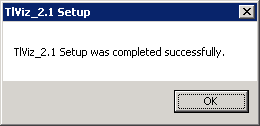 TlViz_2.1 Setup
TlViz_2.1 Setup was completed successfully.
OK